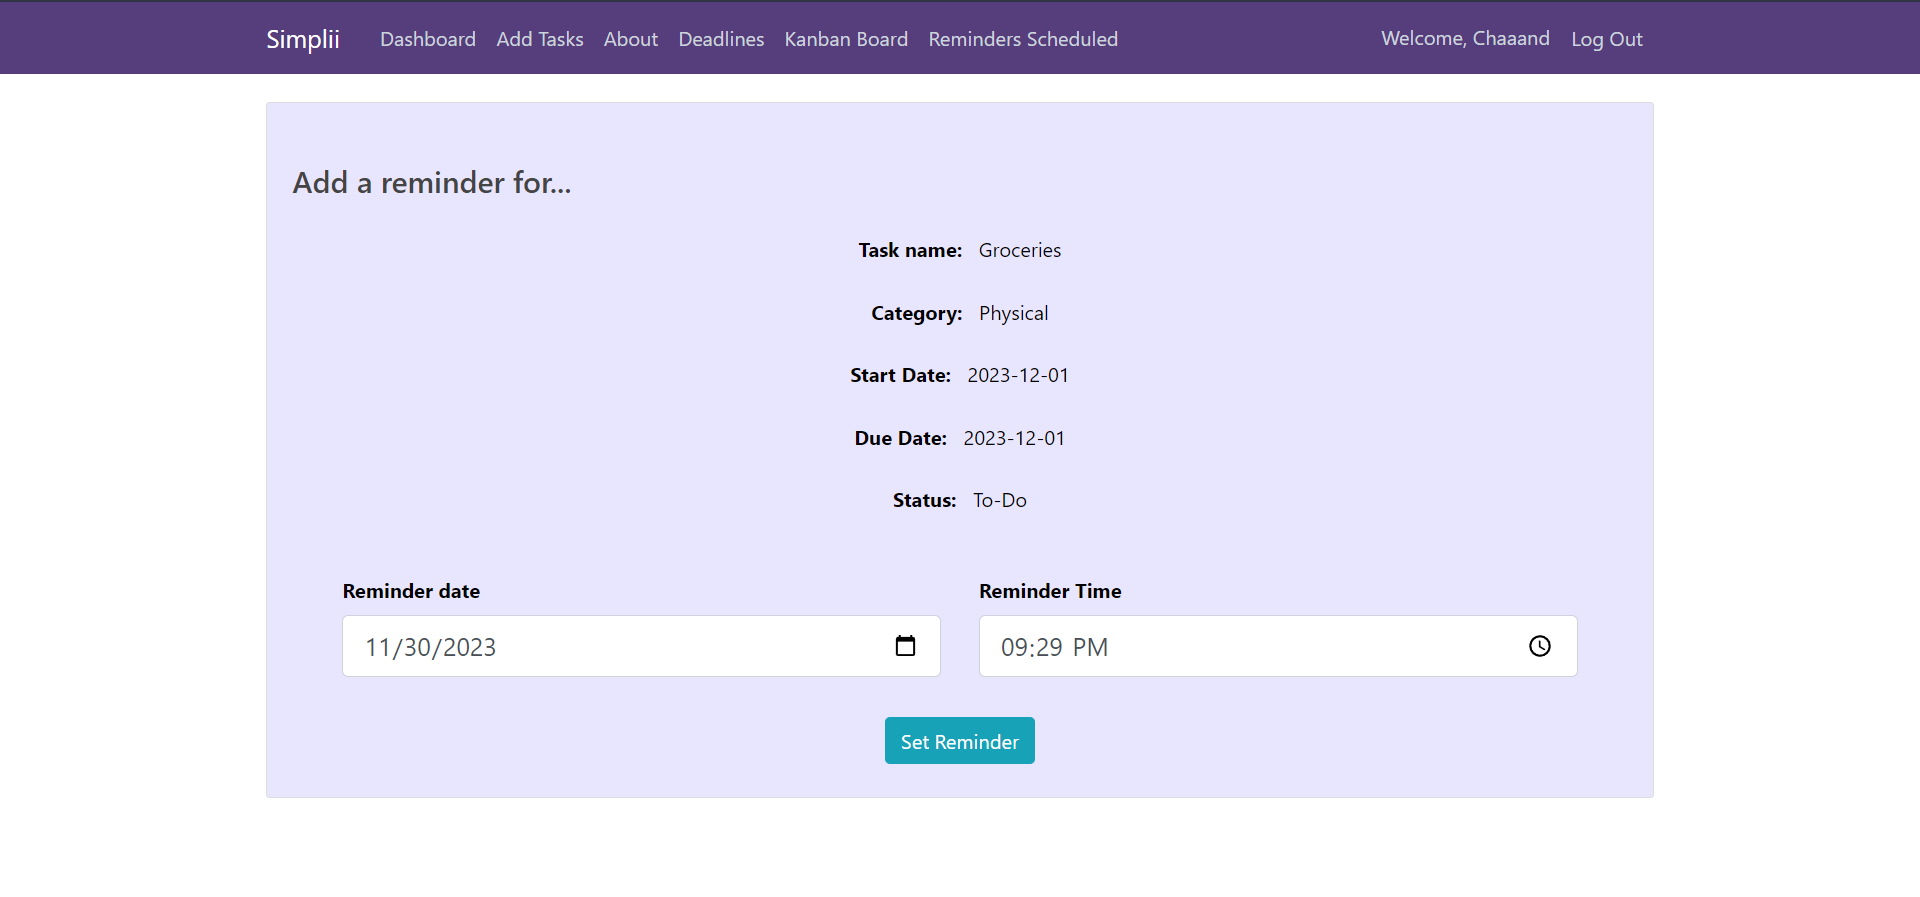 Simplii Dashboard Add Tasks About Deadlines Kanban Board Reminders Scheduled Welcome, Chaaand Log Out
Add a reminder for...
Task name: Groceries
Category: Physical
Start Date: 2023-12-01
Due Date: 2023-12-01
Status: To-Do
Reminder date Reminder Time
11/30/2023 09:29 PM
Set Reminder